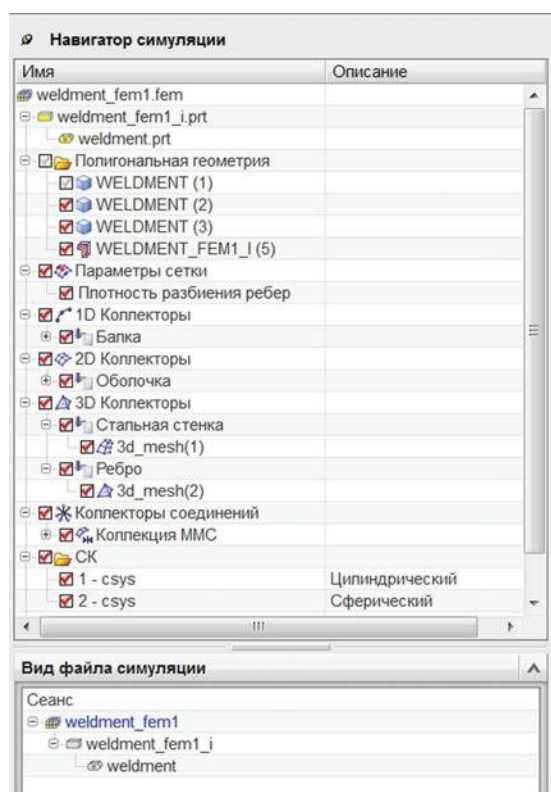 Навигатор симуляции
Имя Описание
weldment_fem1.fem
weldment_fem1_i.prt
weldment.prt
Полигональная геометрия
WELDMENT (1)
WELDMENT (2)
WELDMENT (3)
WELDMENT_FEM1_I (5)
Параметры сетки
Плотность разбиения ребер
1D Коллекторы
Балка
2D Коллекторы
Оболочка
3D Коллекторы
Стальная стенка
3d_mesh(1)
Ребро
3d_mesh(2)
Коллекторы соединений
Коллекция MMC
СК
1 - csys Цилиндрический
2 - csys Сферический
Вид файла симуляции
Сеанс
weldment_fem1
weldment_fem1_i
weldment